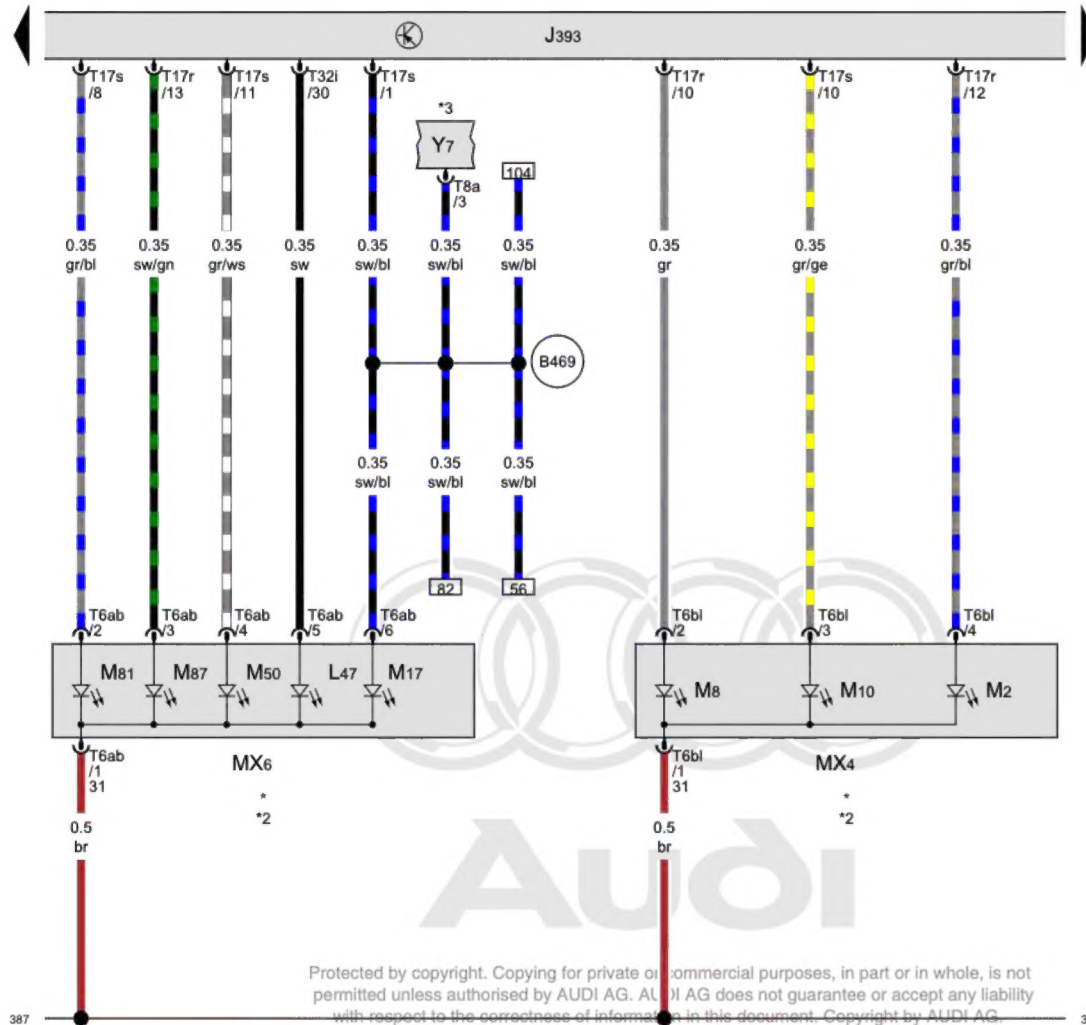 J393
T17s
/8
T17r
/13
T17s
/11
T32i
/30
T17s
/1
*3
Y7
T8a
/3
104
T17r
/10
T17s
/10
T17r
/12
0.35
gr/bl
0.35
sw/gn
0.35
gr/ws
0.35
sw
0.35
sw/bl
0.35
sw/bl
0.35
sw/bl
0.35
gr
0.35
gr/ge
0.35
gr/bl
B469
0.35
sw/bl
0.35
sw/bl
0.35
sw/bl
82
56
T6ab
/2
T6ab
/3
T6ab
/4
T6ab
/5
T6ab
/6
T6bl
/2
T6bl
/3
T6bl
/4
M81
M87
M50
L47
M17
M8
M10
M2
T6ab
/1
31
MX6
*
*2
T6bl
/1
31
MX4
*
*2
0.5
br
0.5
br
Audi
Protected by copyright. Copying for private or commercial purposes, in part or in whole, is not
permitted unless authorised by AUDI AG. AUDI AG does not guarantee or accept any liability
with respect to the correctness of information in this document. Copyright by AUDI AG.
387